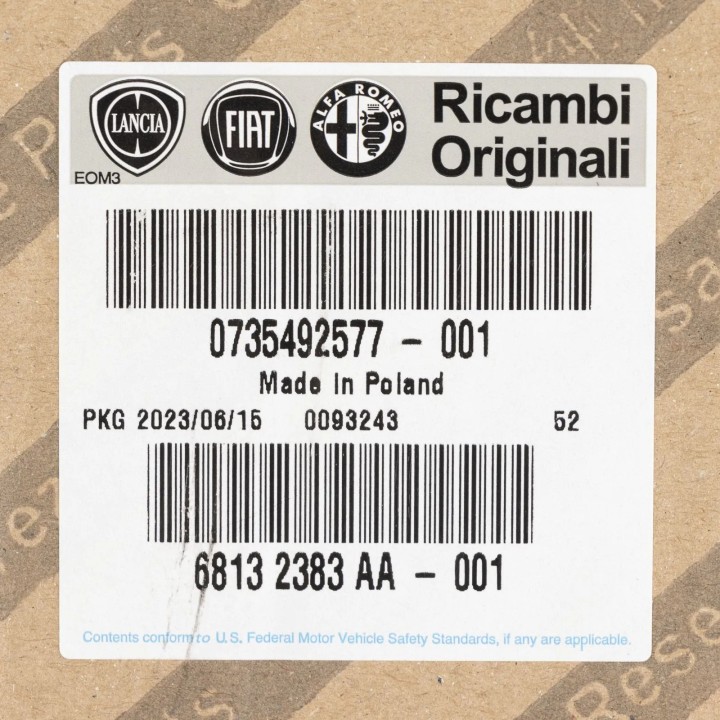 LANCIA
FIAT
ALFA ROMEO
Ricambi
Originali
EOM3
0735492577 - 001
Made In Poland
PKG 2023/06/15 0093243 52
6813 2383 AA - 001
Contents conform to U.S. Federal Motor Vehicle Safety Standards, if any are applicable.